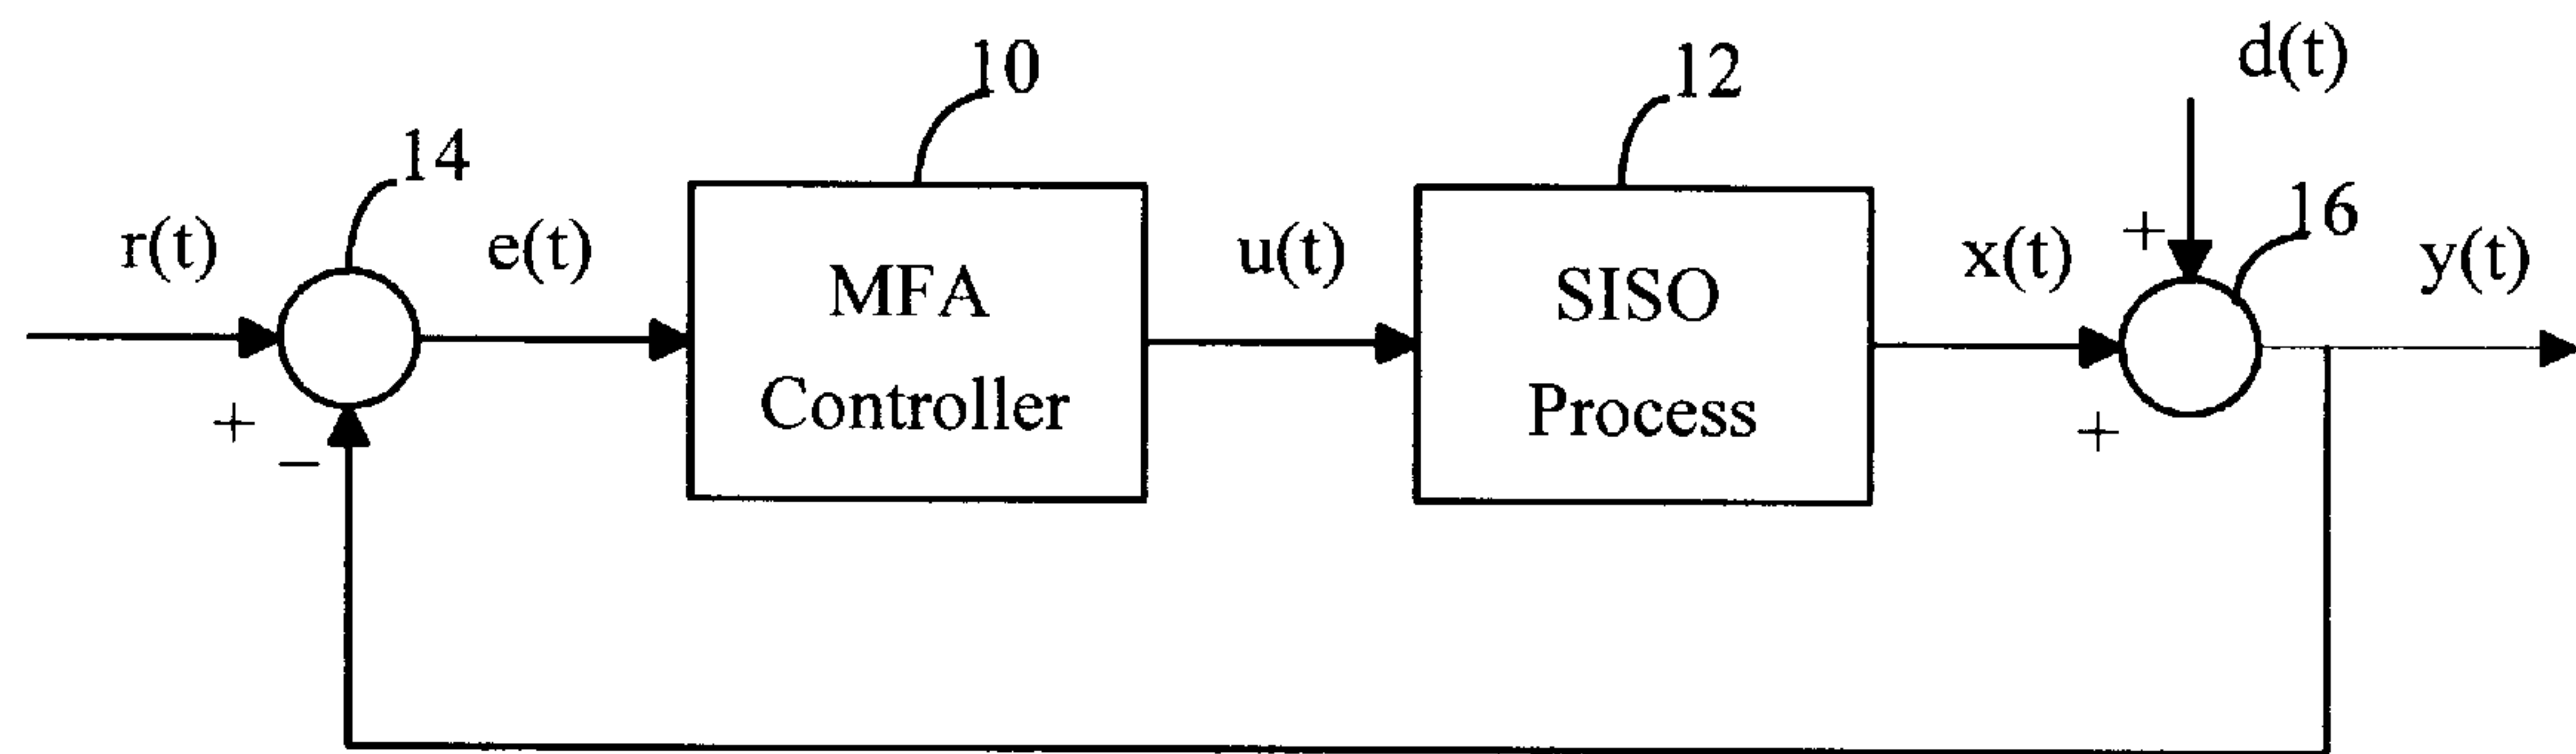 10
12
d(t)
14
16
r(t)
e(t)
MFA
Controller
u(t)
SISO
Process
x(t)
+
y(t)
+
−
+